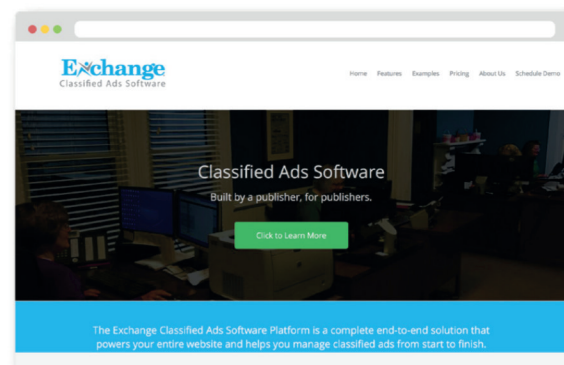 Exchange
Classified Ads Software
Home Features Examples Pricing About Us Schedule Demo
Classified Ads Software
Built by a publisher, for publishers.
Click to Learn More
The Exchange Classified Ads Software Platform is a complete end-to-end solution that
powers your entire website and helps you manage classified ads from start to finish.